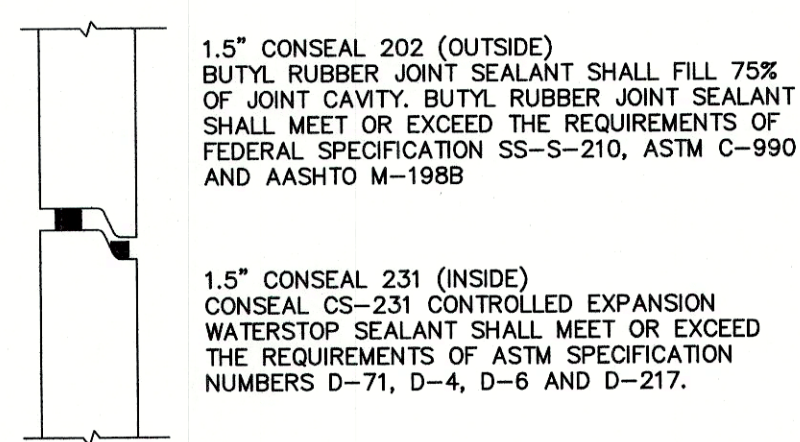 1.5" CONSEAL 202 (OUTSIDE)
BUTYL RUBBER JOINT SEALANT SHALL FILL 75%
OF JOINT CAVITY. BUTYL RUBBER JOINT SEALANT
SHALL MEET OR EXCEED THE REQUIREMENTS OF
FEDERAL SPECIFICATION SS-S-210, ASTM C-990
AND AASHTO M-198B
1.5" CONSEAL 231 (INSIDE)
CONSEAL CS-231 CONTROLLED EXPANSION
WATERSTOP SEALANT SHALL MEET OR EXCEED
THE REQUIREMENTS OF ASTM SPECIFICATION
NUMBERS D-71, D-4, D-6 AND D-217.